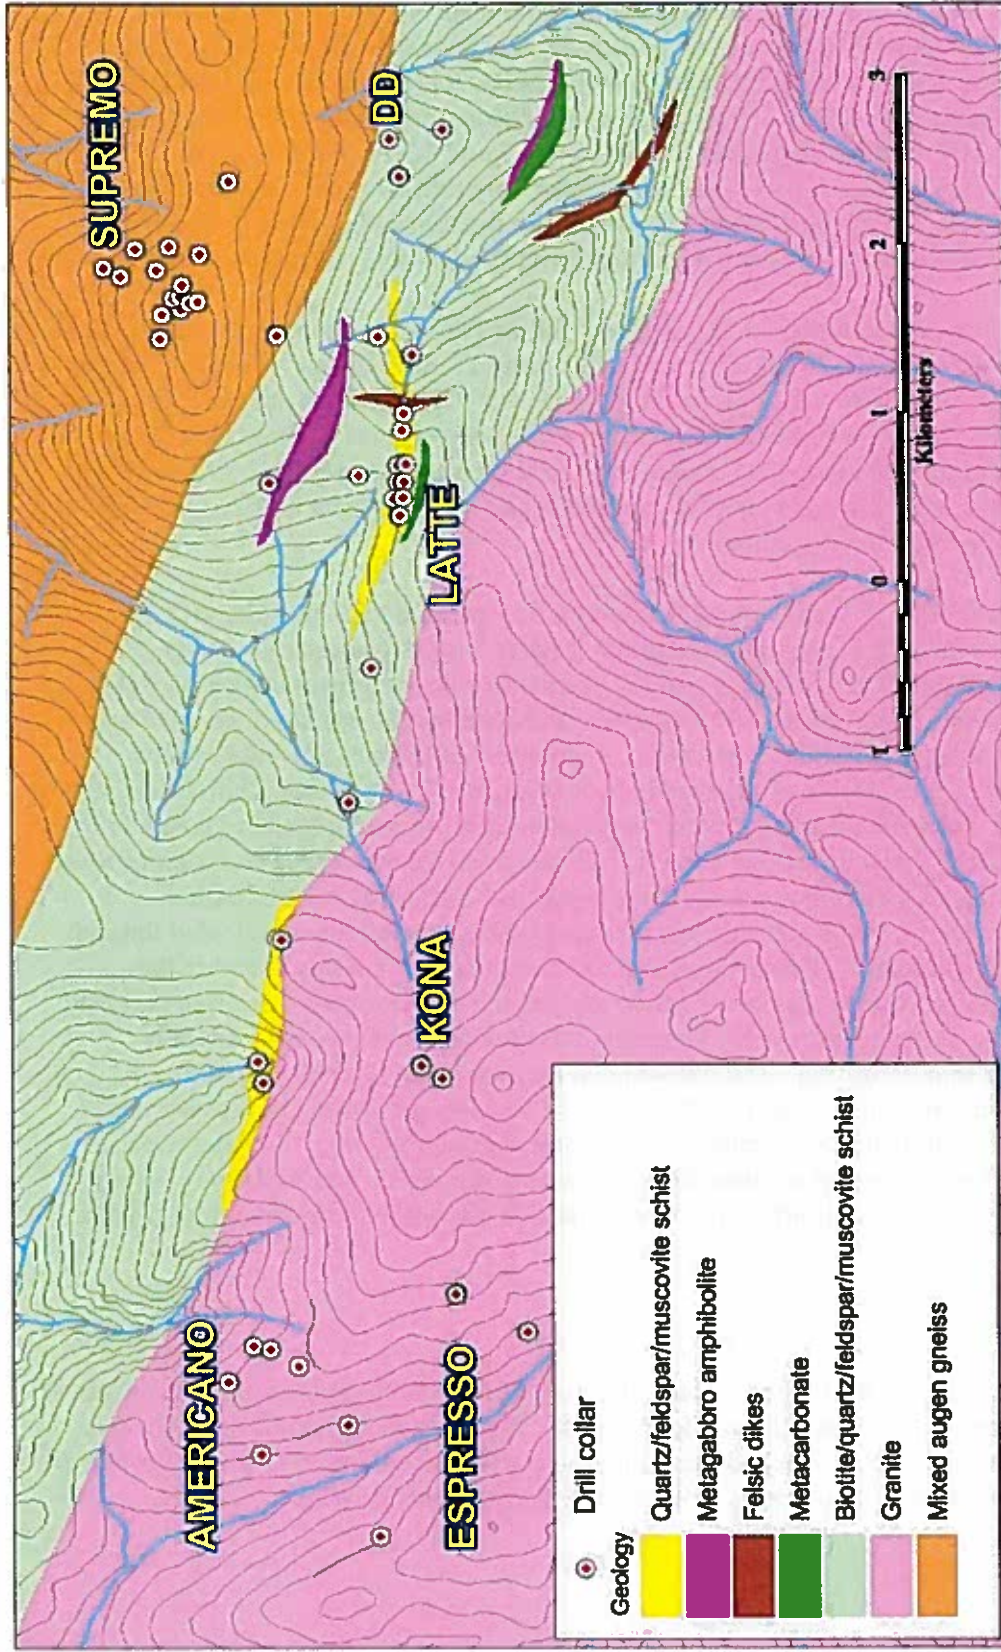 SUPREMO
DD
LATTE
KONA
AMERICANO
ESPRESSO
1 0 1 2 3
Kilometers
Drill collar
Geology
Quartz/feldspar/muscovite schist
Metagabbro amphibolite
Felsic dikes
Metacarbonate
Biotite/quartz/feldspar/muscovite schist
Granite
Mixed augen gneiss